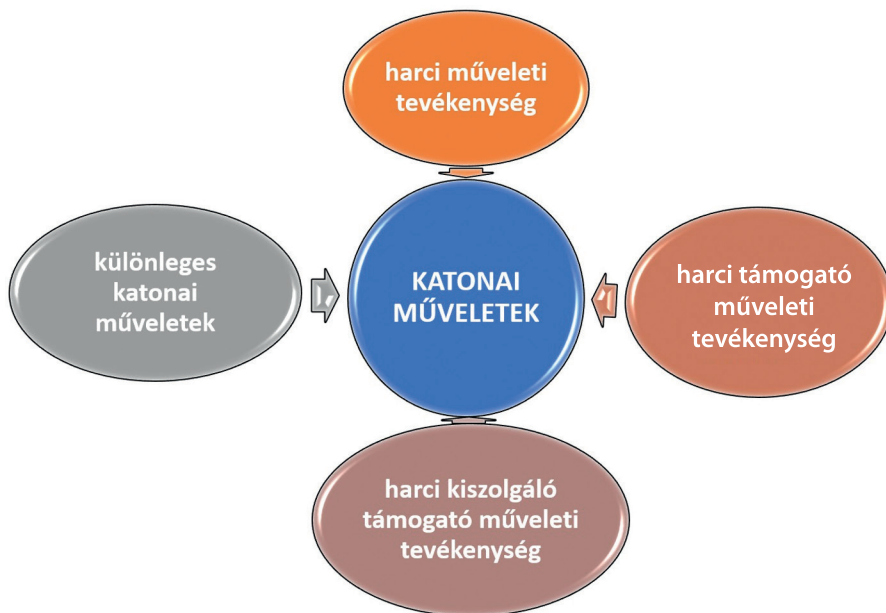 harci műveleti
tevékenység
különleges
katonai
műveletek
KATONAI
MŰVELETEK
harci támogató
műveleti
tevékenység
harci kiszolgáló
támogató műveleti
tevékenység